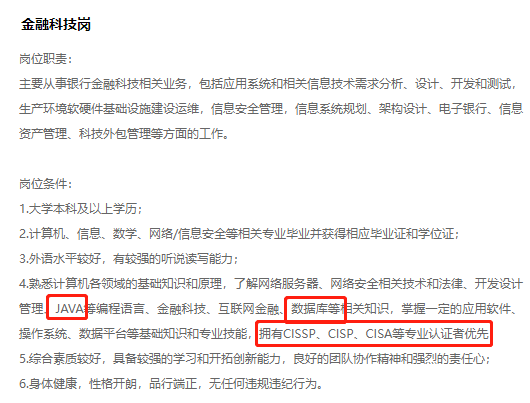 金融科技岗
岗位职责：
主要从事银行金融科技相关业务，包括应用系统和相关信息技术需求分析、设计、开发和测试，
生产环境软硬件基础设施建设运维，信息安全管理，信息系统规划、架构设计、电子银行、信息
资产管理、科技外包管理等方面的工作。
岗位条件：
1.大学本科及以上学历；
2.计算机、信息、数学、网络/信息安全等相关专业毕业并获得相应毕业证和学位证；
3.外语水平较好，有较强的听说读写能力；
4.熟悉计算机各领域的基础知识和原理，了解网络服务器、网络安全相关技术和法律、开发设计
管理、JAVA等编程语言、金融科技、互联网金融、数据库等相关知识，掌握一定的应用软件、
操作系统、数据平台等基础知识和专业技能，拥有CISSP、CISP、CISA等专业认证者优先
5.综合素质较好，具备较强的学习和开拓创新能力，良好的团队协作精神和强烈的责任心；
6.身体健康，性格开朗，品行端正，无任何违规违纪行为。